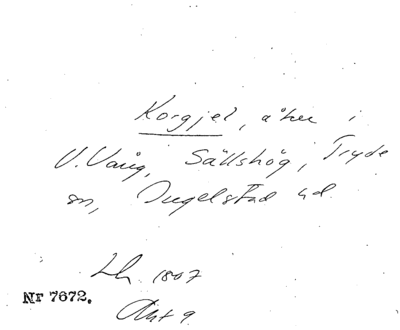 Korgjel, åker i
V. Vång, Sällshög, Tryde
sn, Ingelstad hd
Lh 1807
Nr 7672.
Akt 9